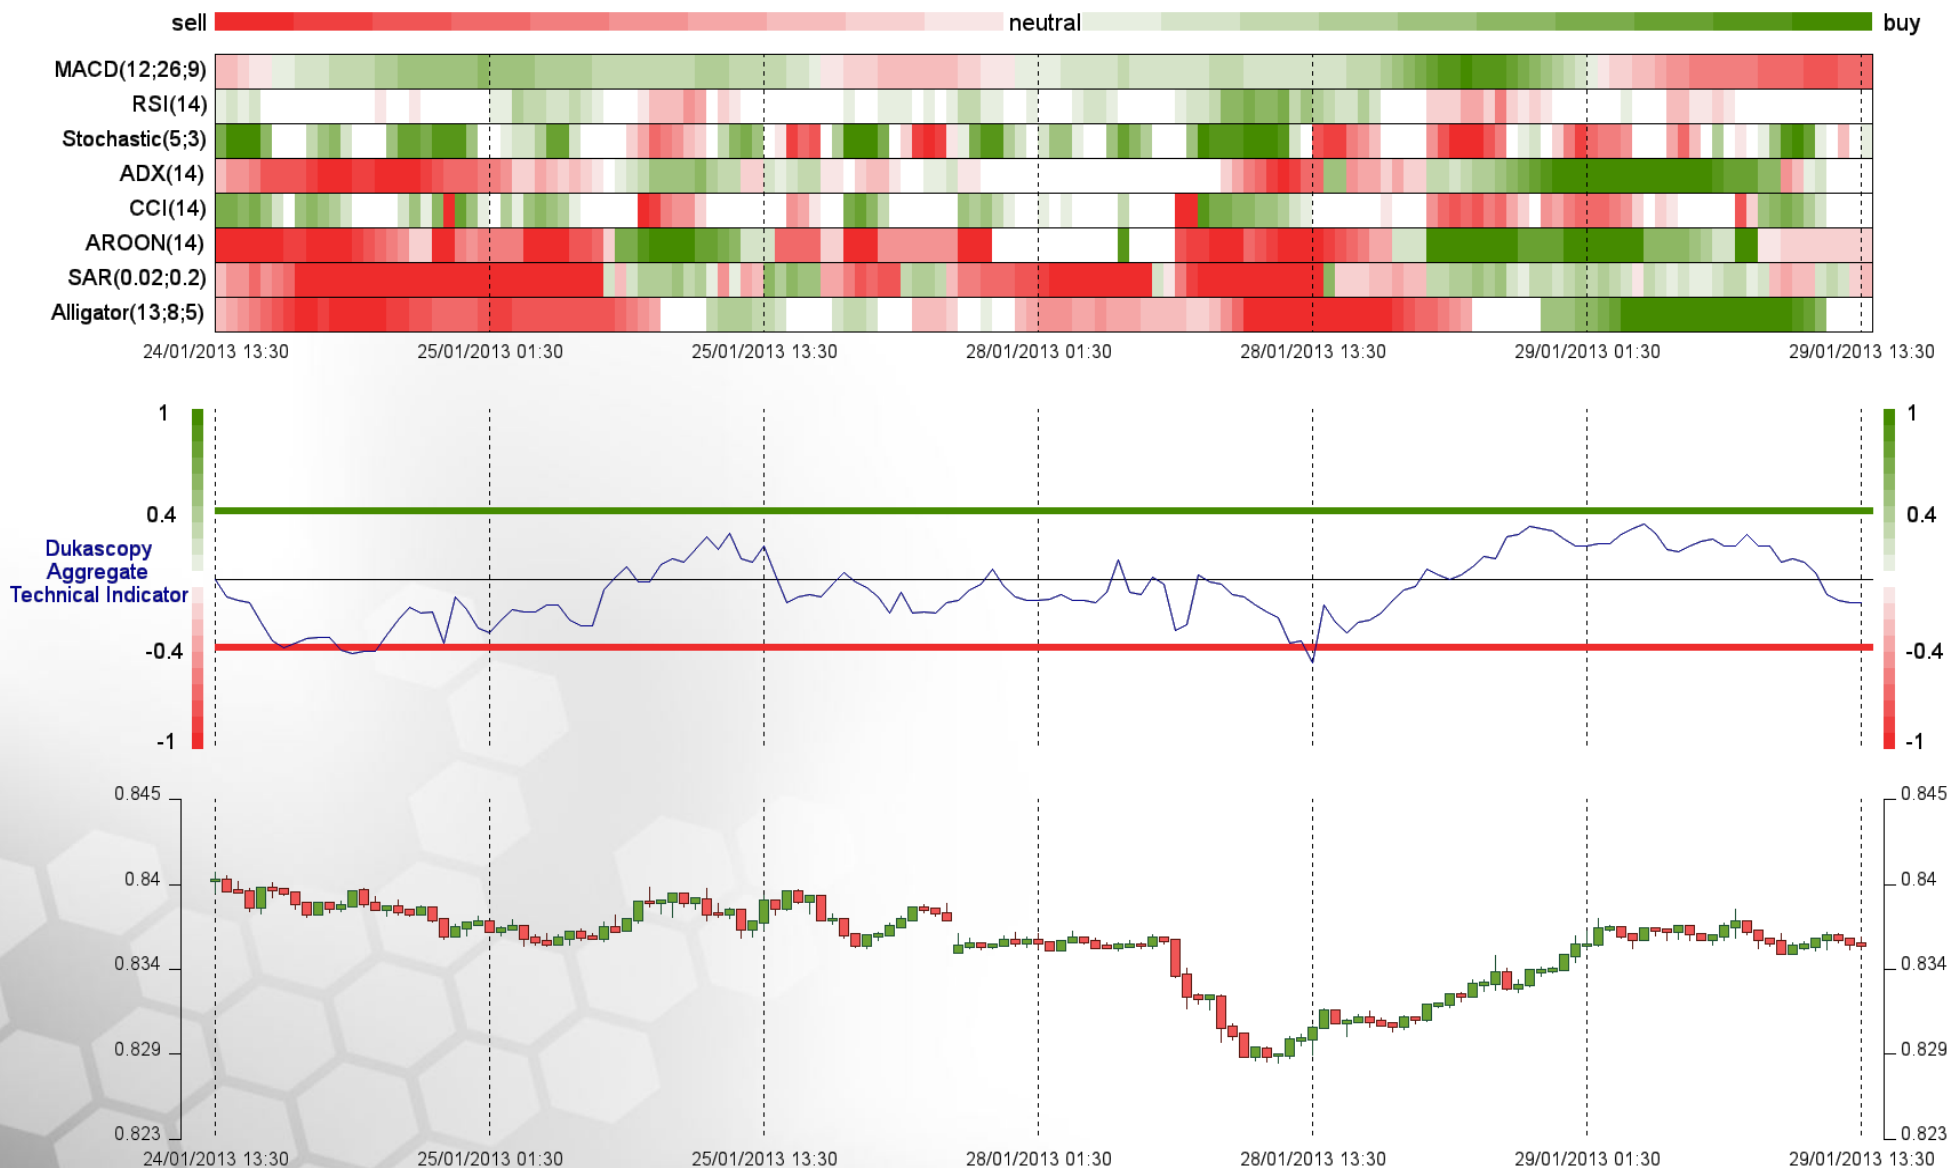 sell neutral buy
MACD(12;26;9)
RSI(14)
Stochastic(5;3)
ADX(14)
CCI(14)
AROON(14)
SAR(0.02;0.2)
Alligator(13;8;5)
24/01/2013 13:30 25/01/2013 01:30 25/01/2013 13:30 28/01/2013 01:30 28/01/2013 13:30 29/01/2013 01:30 29/01/2013 13:30
1 1
0.4 0.4
Dukascopy
Aggregate
Technical Indicator
-0.4 -0.4
-1 -1
0.845 0.845
0.84 0.84
0.834 0.834
0.829 0.829
0.823 0.823
24/01/2013 13:30 25/01/2013 01:30 25/01/2013 13:30 28/01/2013 01:30 28/01/2013 13:30 29/01/2013 01:30 29/01/2013 13:30